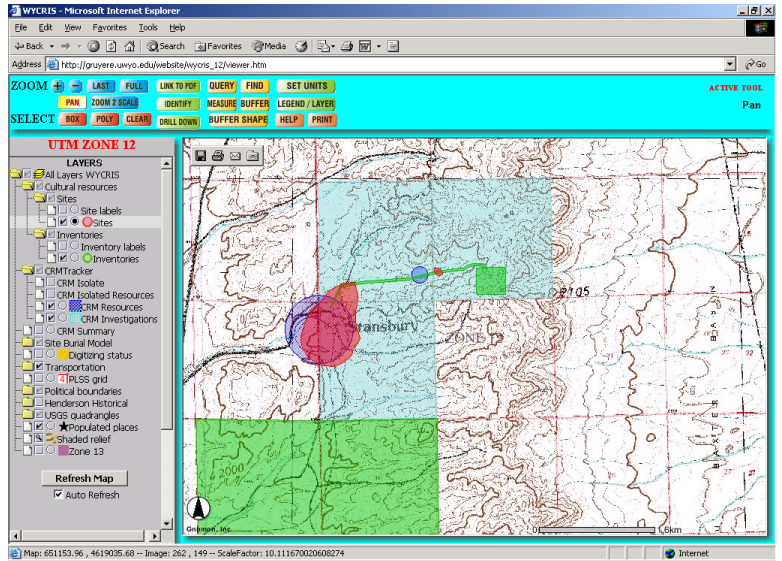 WYCRIS - Microsoft Internet Explorer
File Edit View Favorites Tools Help
Back Search Favorites Media
Address http://gruyere.uwyo.edu/website/wycris_12/viewer.htm Go
ZOOM + - LAST FULL LINK TO PDF QUERY FIND SET UNITS ACTIVE TOOL
PAN ZOOM 2 SCALE IDENTIFY MEASURE BUFFER LEGEND / LAYER Pan
SELECT BOX POLY CLEAR DRILL DOWN BUFFER SHAPE HELP PRINT
UTM ZONE 12
LAYERS
All Layers WYCRIS
Cultural resources
Sites
Site labels
Sites
Inventories
Inventory labels
Inventories
CRMTracker
CRM Isolate
CRM Isolated Resources
CRM Resources
CRM Investigations
CRM Summary
Site Burial Model
Digitizing status
Transportation
4 PLSS grid
Political boundaries
Henderson Historical
USGS quadrangles
Populated places
Shaded relief
Zone 13
Refresh Map
Auto Refresh
2105
Stansbury
ZONE
22
BAXTER
27
2000
Gnomon, Inc.
0 1.6km
Map: 651153.96 , 4619035.68 -- Image: 262 , 149 -- ScaleFactor: 10.111670020608274 Internet